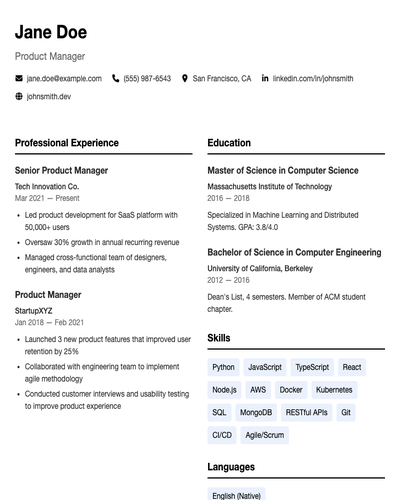 Jane Doe
Product Manager
jane.doe@example.com (555) 987-6543 San Francisco, CA linkedin.com/in/johnsmith
johnsmith.dev
Professional Experience
Senior Product Manager
Tech Innovation Co.
Mar 2021 — Present
• Led product development for SaaS platform with
50,000+ users
• Oversaw 30% growth in annual recurring revenue
• Managed cross-functional team of designers,
engineers, and data analysts
Product Manager
StartupXYZ
Jan 2018 — Feb 2021
• Launched 3 new product features that improved user
retention by 25%
• Collaborated with engineering team to implement
agile methodology
• Conducted customer interviews and usability testing
to improve product experience
Education
Master of Science in Computer Science
Massachusetts Institute of Technology
2016 — 2018
Specialized in Machine Learning and Distributed
Systems. GPA: 3.8/4.0
Bachelor of Science in Computer Engineering
University of California, Berkeley
2012 — 2016
Dean's List, 4 semesters. Member of ACM student
chapter.
Skills
Python JavaScript TypeScript React
Node.js AWS Docker Kubernetes
SQL MongoDB RESTful APIs Git
CI/CD Agile/Scrum
Languages
English (Native)